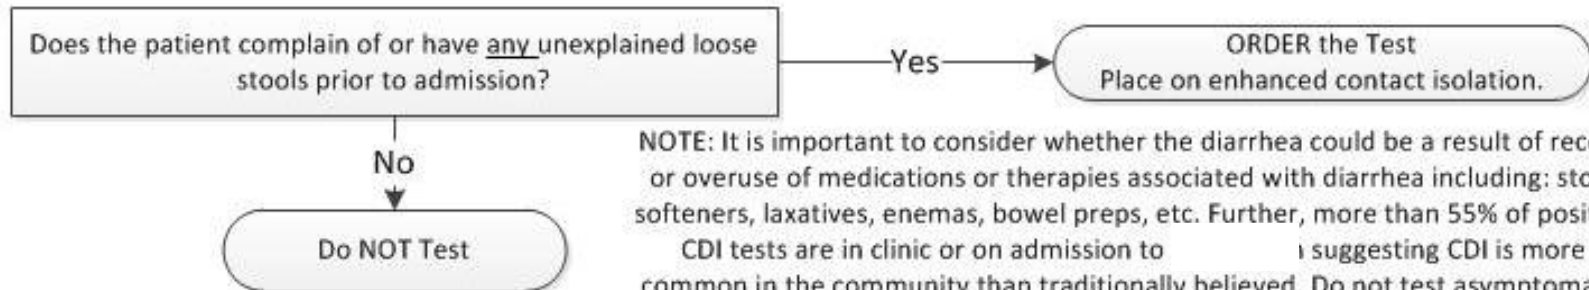 Does the patient complain of or have any unexplained loose
stools prior to admission?
Yes
ORDER the Test
Place on enhanced contact isolation.
No
Do NOT Test
NOTE: It is important to consider whether the diarrhea could be a result of
or overuse of medications or therapies associated with diarrhea including:
softeners, laxatives, enemas, bowel preps, etc. Further, more than 55% of
CDI tests are in clinic or on admission to suggesting CDI is more
common in the community than traditionally believed. Do not test